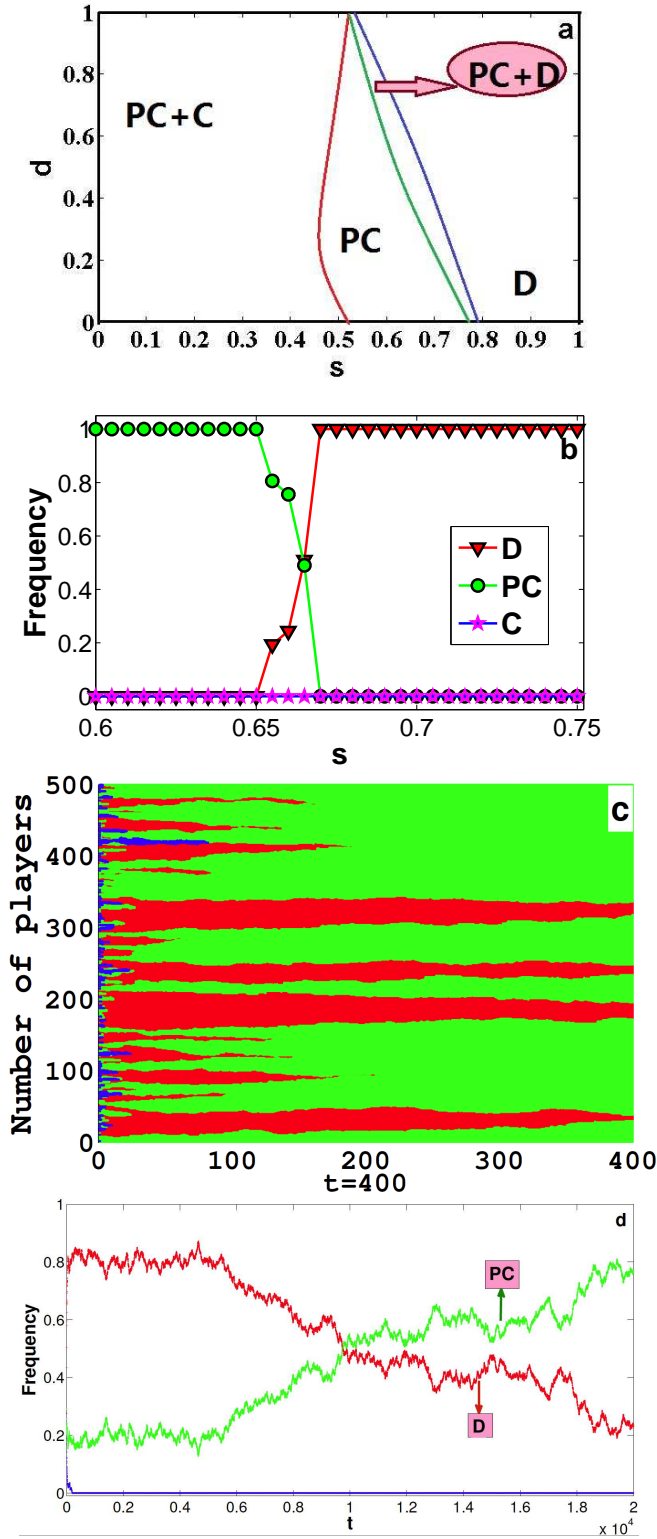 a
1
PC+D
0.8
PC+C
0.6
d
0.4
PC
0.2
D
0
0 0.1 0.2 0.3 0.4 0.5 0.6 0.7 0.8 0.9 1
s
1
b
0.8
Frequency
0.6
D
0.4
PC
0.2
C
0
0.6 0.65 0.7 0.75
s
500
c
Number of players
400
300
200
100
0
0 100 200 300 400
t=400
1
d
0.8
PC
0.6
Frequency
0.4
D
0.2
0
0 0.2 0.4 0.6 0.8 1 1.2 1.4 1.6 1.8 2
t
x 10^4